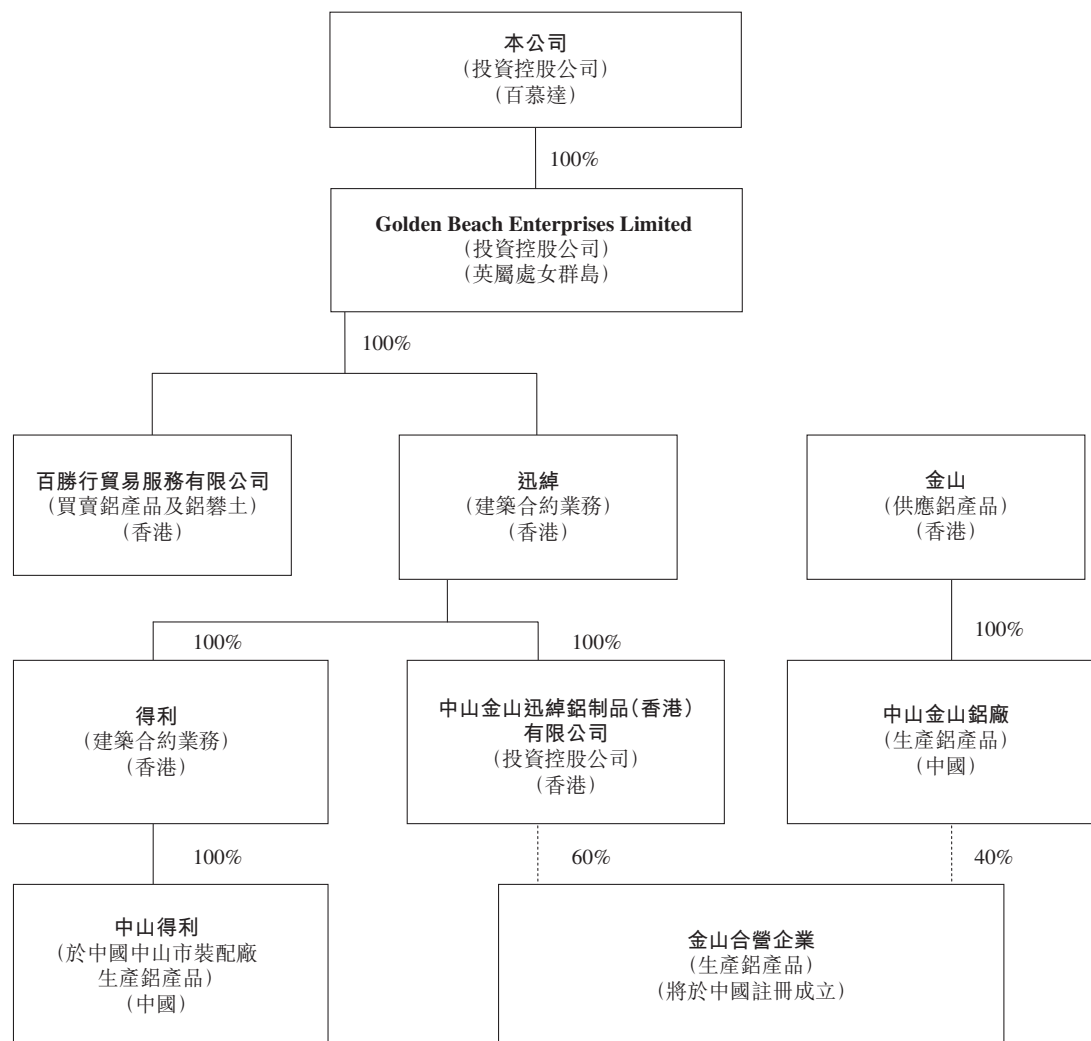 本公司
(投資控股公司)
(百慕達)
100%
Golden Beach Enterprises Limited
(投資控股公司)
(英屬處女群島)
100%
百勝行貿易服務有限公司
(買賣鋁產品及鋁礬土)
(香港)
迅綽
(建築合約業務)
(香港)
金山
(供應鋁產品)
(香港)
100%
100%
100%
得利
(建築合約業務)
(香港)
中山金山迅綽鋁制品(香港)
有限公司
(投資控股公司)
(香港)
中山金山鋁廠
(生產鋁產品)
(中國)
100%
60%
40%
中山得利
(於中國中山市裝配廠
生產鋁產品)
(中國)
金山合營企業
(生產鋁產品)
(將於中國註冊成立)